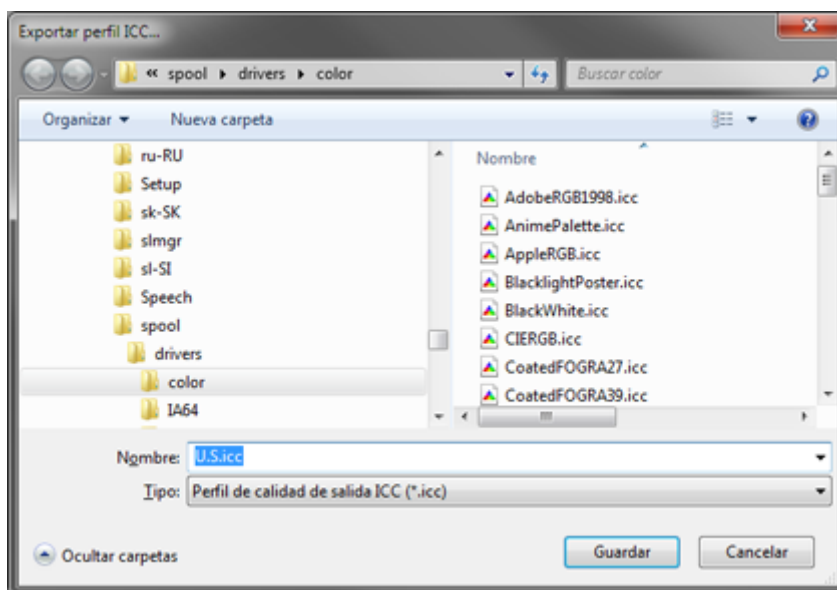 Exportar perfil ICC...
« spool ▸ drivers ▸ color
Buscar color
Organizar
Nueva carpeta
ru-RU
Setup
sk-SK
slmgr
sl-SI
Speech
spool
drivers
color
IA64
Nombre
AdobeRGB1998.icc
AnimePalette.icc
AppleRGB.icc
BlacklightPoster.icc
BlackWhite.icc
CIERGB.icc
CoatedFOGRA27.icc
CoatedFOGRA39.icc
Nombre: U.S.icc
Tipo: Perfil de calidad de salida ICC (*.icc)
Ocultar carpetas
Guardar
Cancelar